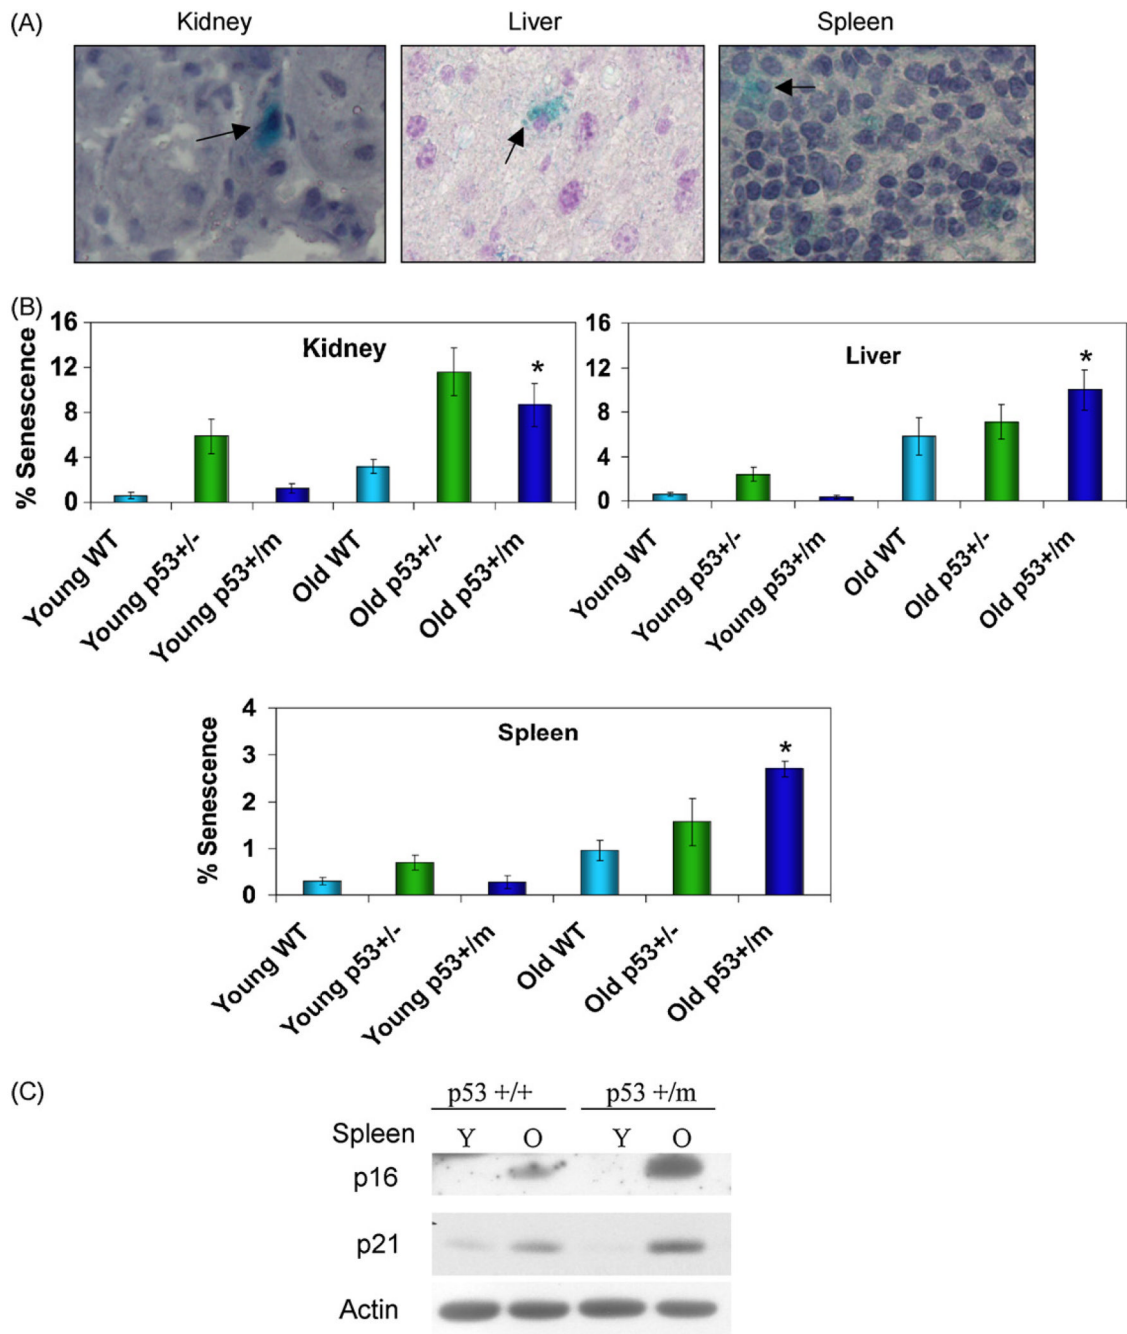 (A)
Kidney Liver Spleen
(B)
16
12
8
4
0
% Senescence
Kidney
*
Young WT
Young p53+/-
Young p53+/m
Old WT
Old p53+/-
Old p53+/m
16
12
8
4
0
Liver
*
Young WT
Young p53+/-
Young p53+/m
Old WT
Old p53+/-
Old p53+/m
4
3
2
1
0
% Senescence
Spleen
*
Young WT
Young p53+/-
Young p53+/m
Old WT
Old p53+/-
Old p53+/m
(C)
p53 +/+ p53 +/m
Spleen Y O Y O
p16
p21
Actin